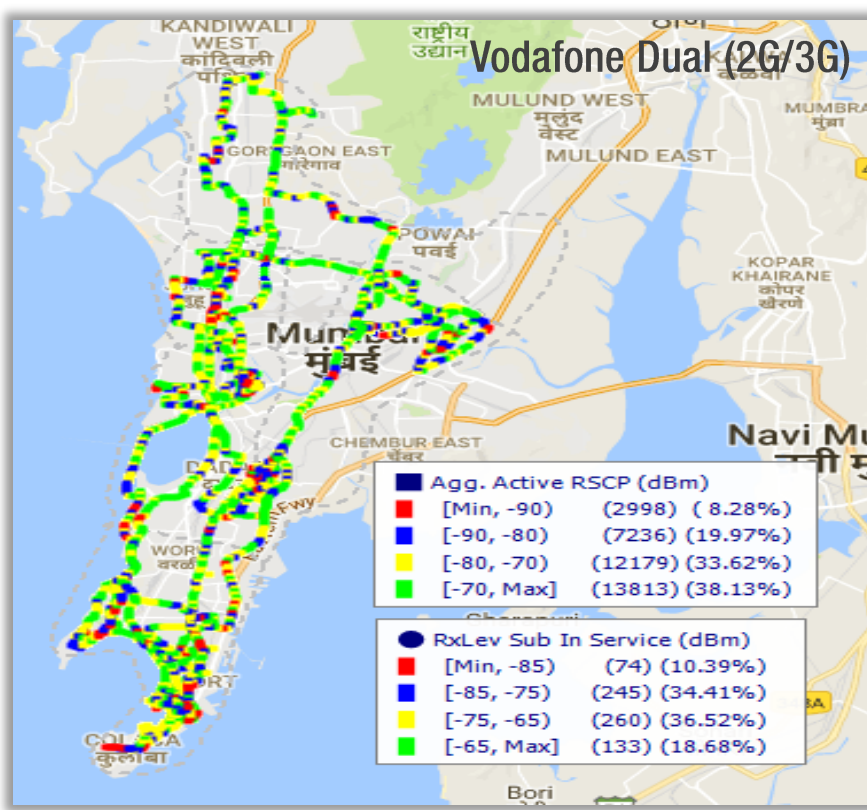 KANDIWALI
WEST
कांदिवली
राष्ट्रीय
उद्यान
Vodafone Dual (2G/3G)
MULUND WEST
मुलुंड
वेस्ट
MUMBRA
मुंब्रा
MULUND EAST
EAST
गोरेगाव
POWAI
पवई
KOPAR
KHAIRANE
कोपर
खैरणे
मुंबई
CHEMBUR EAST
चेंबूर
Navi Mu
Agg. Active RSCP (dBm)
[Min, -90) (2998) ( 8.28%)
[-90, -80) (7236) (19.97%)
[-80, -70) (12179) (33.62%)
[-70, Max] (13813) (38.13%)
Fwy
वरळी
RxLev Sub In Service (dBm)
[Min, -85) (74) (10.39%)
[-85, -75) (245) (34.41%)
[-75, -65) (260) (36.52%)
[-65, Max] (133) (18.68%)
कुलाबा
Bori